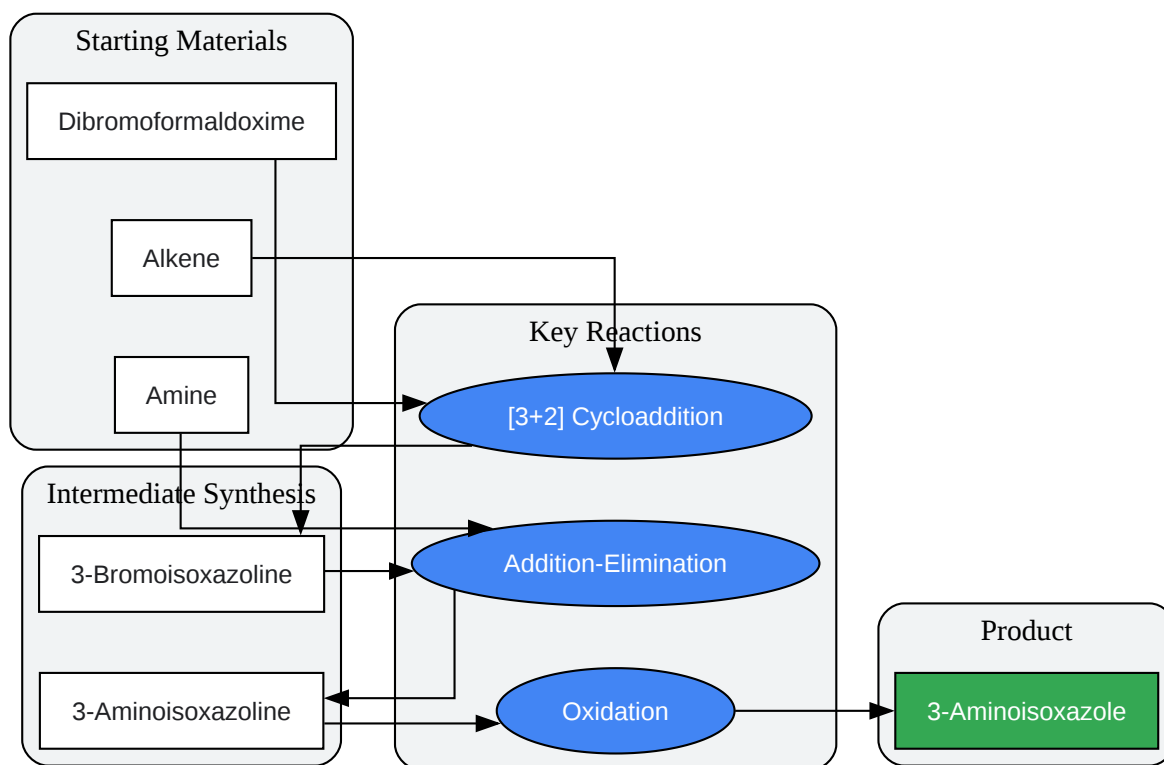 Starting Materials
Dibromoformaldoxime
Alkene
Amine
Key Reactions
[3+2] Cycloaddition
Intermediate Synthesis
3-Bromoisoxazoline
Addition-Elimination
3-Aminoisoxazoline
Oxidation
Product
3-Aminoisoxazole